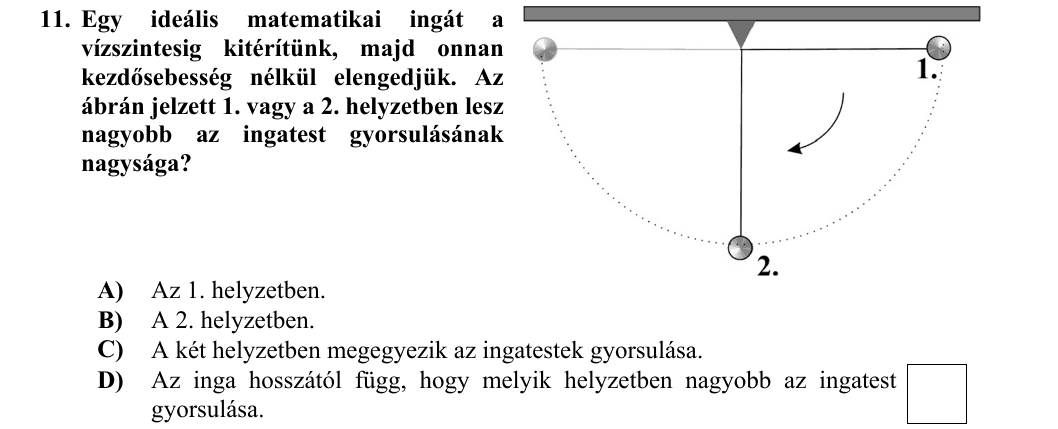 11. Egy ideális matematikai ingát a
vízszintesig kitérítünk, majd onnan
kezdősebesség nélkül elengedjük. Az
ábrán jelzett 1. vagy a 2. helyzetben lesz
nagyobb az ingatest gyorsulásának
nagysága?
1.
2.
A) Az 1. helyzetben.
B) A 2. helyzetben.
C) A két helyzetben megegyezik az ingatestek gyorsulása.
D) Az inga hosszától függ, hogy melyik helyzetben nagyobb az ingatest
gyorsulása.